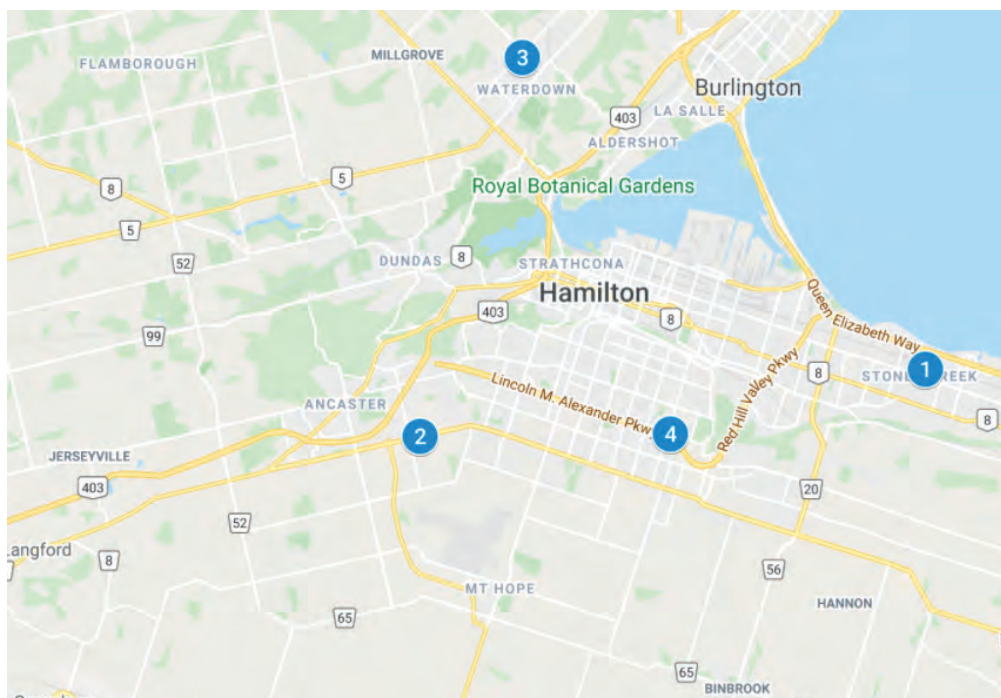 3
MILLGROVE
FLAMBOROUGH
WATERDOWN
Burlington
LA SALLE
403
ALDERSHOT
5
8
Royal Botanical Gardens
5
52
DUNDAS
8
STRATHCONA
Hamilton
403
8
99
Queen Elizabeth Way
1
8
Lincoln M. Alexander Pkwy
Red Hill Valley Pkwy
ANCASTER
8
2
4
JERSEYVILLE
403
20
52
Langford
8
56
MT HOPE
65
HANNON
65
BINBROOK